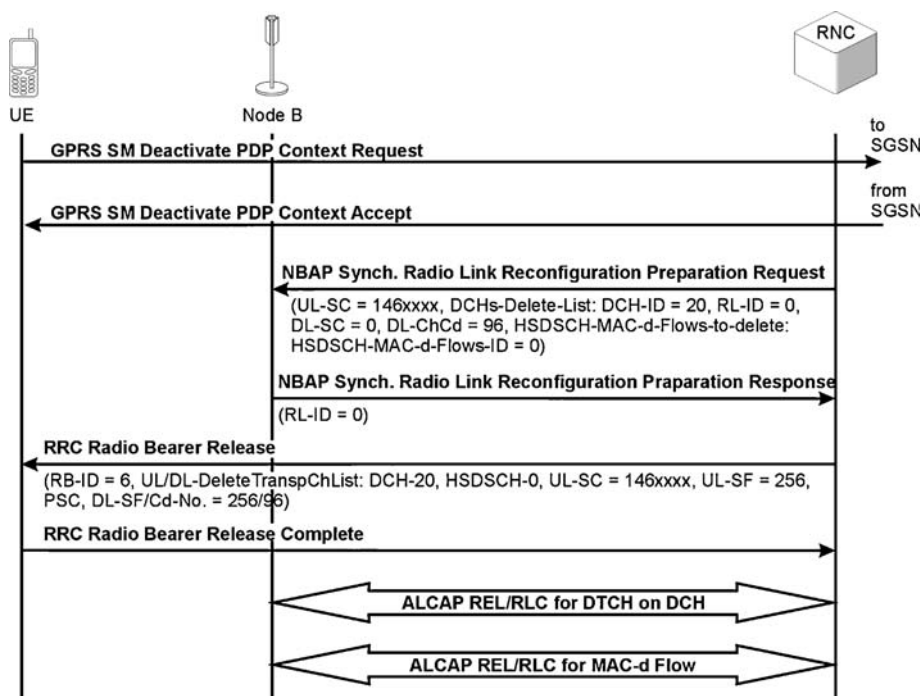 RNC
UE
Node B
to
SGSN
GPRS SM Deactivate PDP Context Request
from
SGSN
GPRS SM Deactivate PDP Context Accept
NBAP Synch. Radio Link Reconfiguration Preparation Request
(UL-SC = 146xxxx, DCHs-Delete-List: DCH-ID = 20, RL-ID = 0,
DL-SC = 0, DL-ChCd = 96, HSDSCH-MAC-d-Flows-to-delete:
HSDSCH-MAC-d-Flows-ID = 0)
NBAP Synch. Radio Link Reconfiguration Praparation Response
(RL-ID = 0)
RRC Radio Bearer Release
(RB-ID = 6, UL/DL-DeleteTranspChList: DCH-20, HSDSCH-0, UL-SC = 146xxxx, UL-SF = 256,
PSC, DL-SF/Cd-No. = 256/96)
RRC Radio Bearer Release Complete
ALCAP REL/RLC for DTCH on DCH
ALCAP REL/RLC for MAC-d Flow